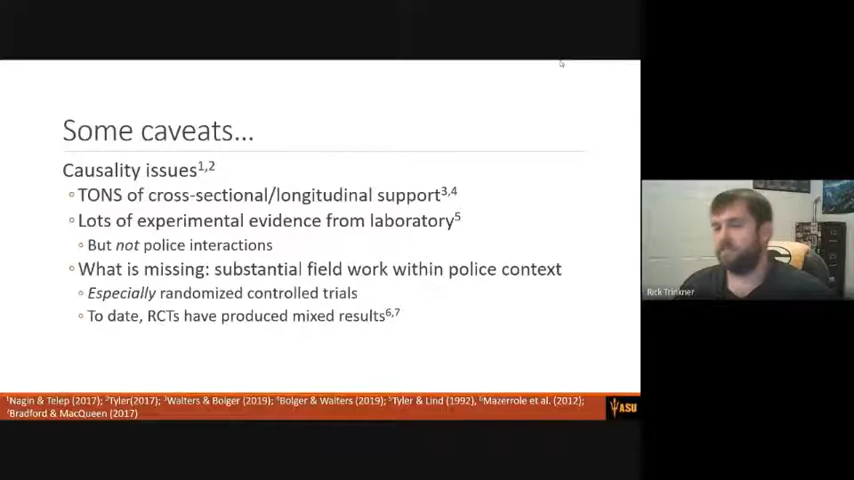 Some caveats...
Causality issues1,2
TONS of cross-sectional/longitudinal support3,4
Lots of experimental evidence from laboratory5
But not police interactions
What is missing: substantial field work within police context
Especially randomized controlled trials
To date, RCTs have produced mixed results6,7
1Nagin & Telep (2017); 2Tyler(2017); 3Walters & Bolger (2019); 4Bolger & Walters (2019); 5Tyler & Lind (1992), 6Mazerrole et al. (2012);
7Bradford & MacQueen (2017)
ASU
Rick Trinkner